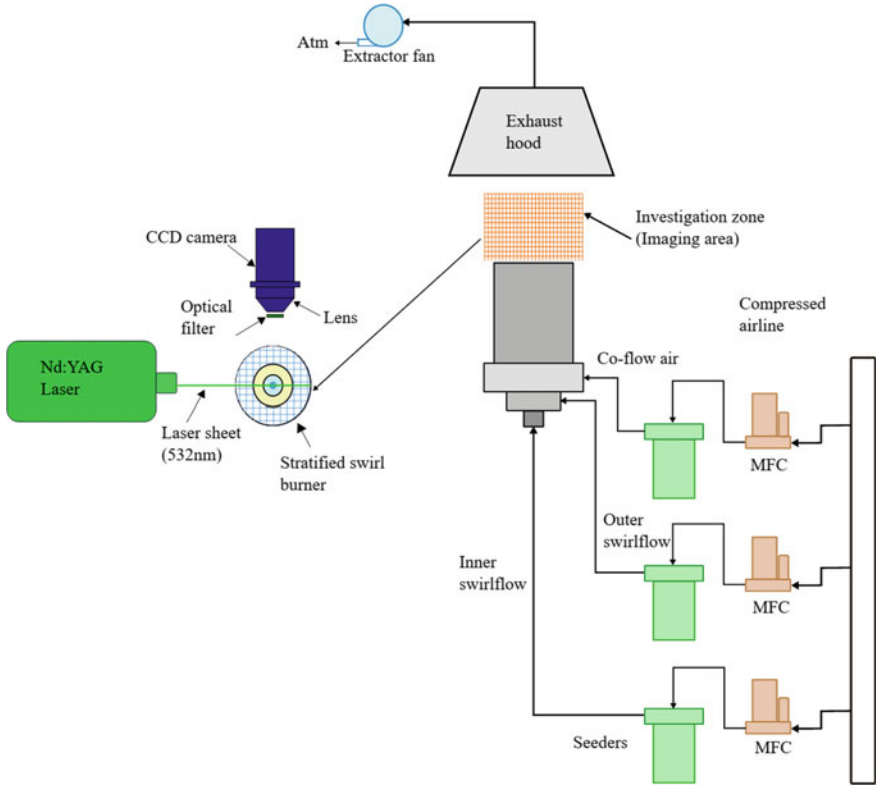 Atm
Extractor fan
Exhaust
hood
CCD camera
Investigation zone
(Imaging area)
Optical
filter
Lens
Compressed
airline
Nd:YAG
Laser
Co-flow air
Laser sheet
(532nm)
Stratified swirl
burner
MFC
Outer
swirlflow
Inner
swirlflow
MFC
Seeders
MFC